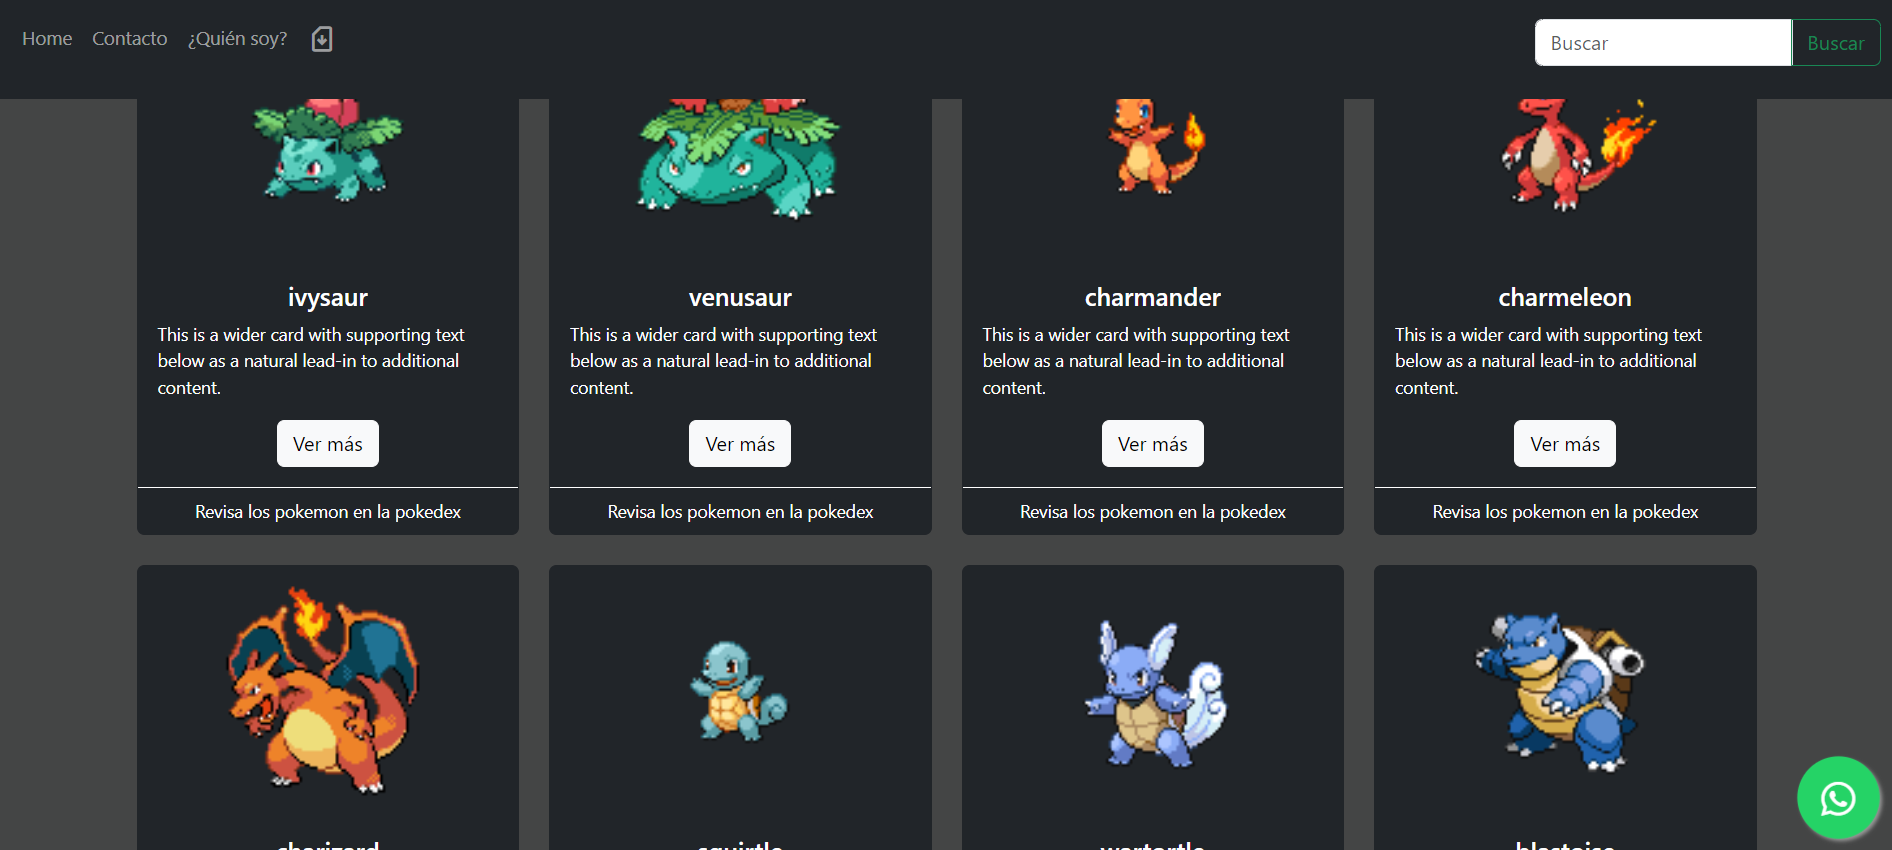 Home Contacto ¿Quién soy? Buscar Buscar
ivysaur venusaur charmander charmeleon
This is a wider card with supporting text
below as a natural lead-in to additional
content.
This is a wider card with supporting text
below as a natural lead-in to additional
content.
This is a wider card with supporting text
below as a natural lead-in to additional
content.
This is a wider card with supporting text
below as a natural lead-in to additional
content.
Ver más Ver más Ver más Ver más
Revisa los pokemon en la pokedex Revisa los pokemon en la pokedex Revisa los pokemon en la pokedex Revisa los pokemon en la pokedex
charizard squirtle wartortle blastoise